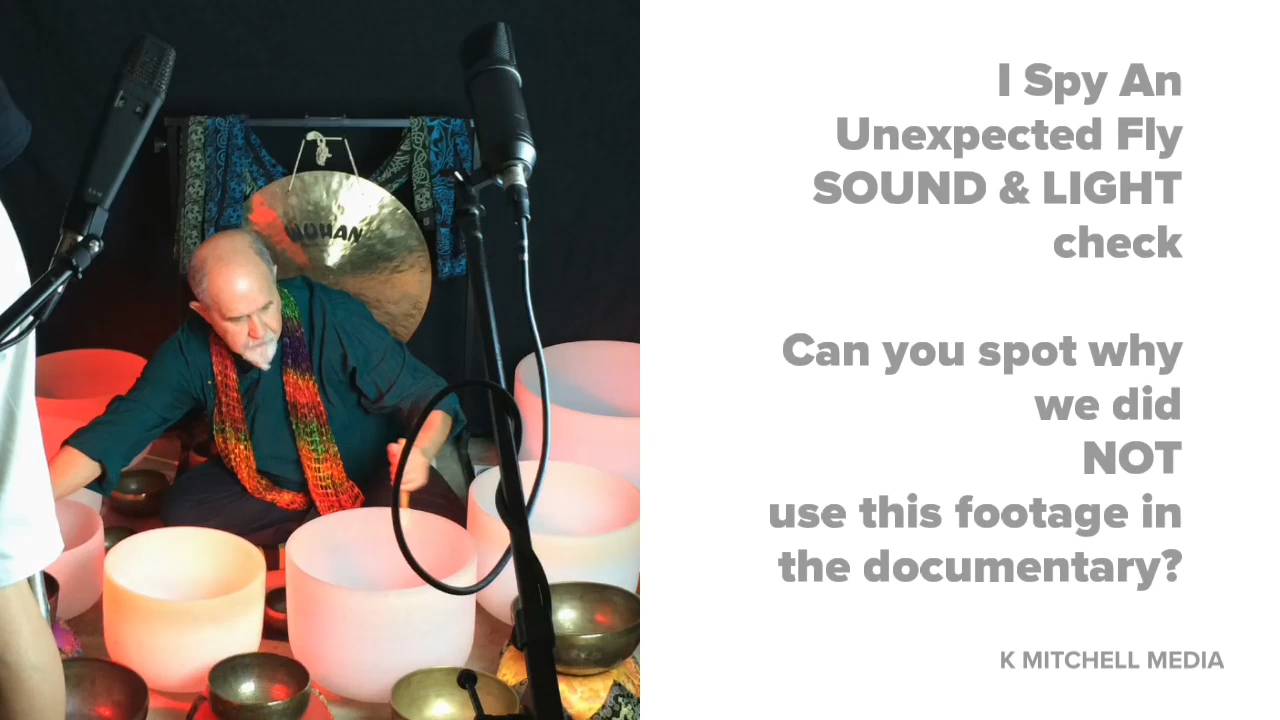 WUHAN
I Spy An
Unexpected Fly
SOUND & LIGHT
check
Can you spot why
we did
NOT
use this footage in
the documentary?
K MITCHELL MEDIA